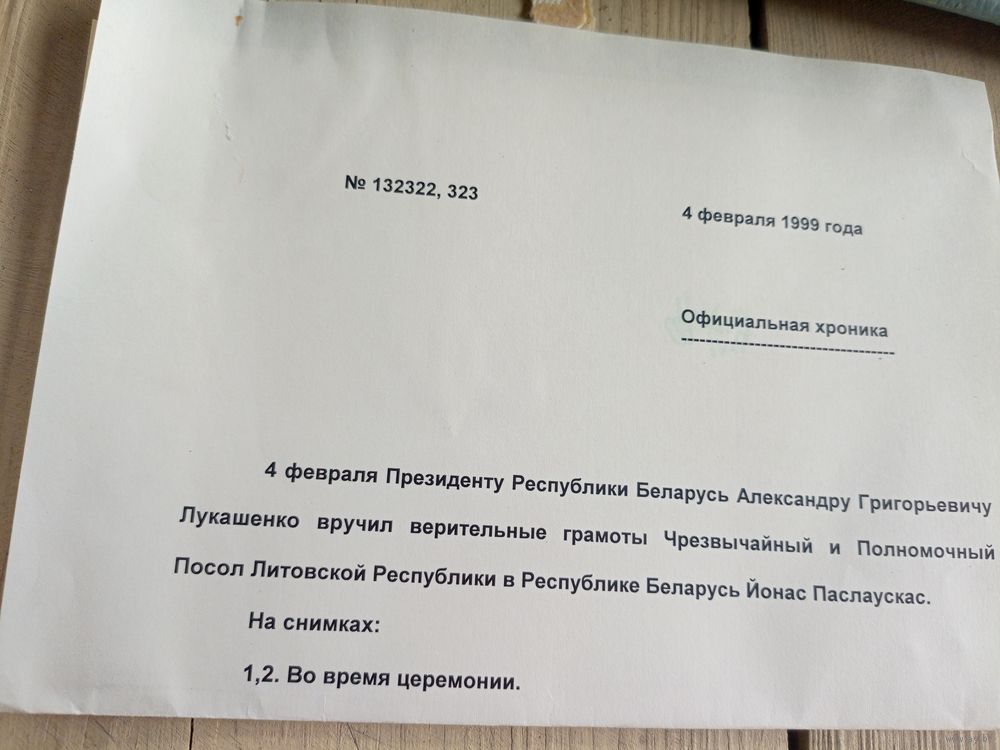 № 132322, 323
4 февраля 1999 года
Официальная хроника
----------------------------------
4 февраля Президенту Республики Беларусь Александру Григорьевичу
Лукашенко вручил верительные грамоты Чрезвычайный и Полномочный
Посол Литовской Республики в Республике Беларусь Йонас Паслаускас.
На снимках:
1,2. Во время церемонии.